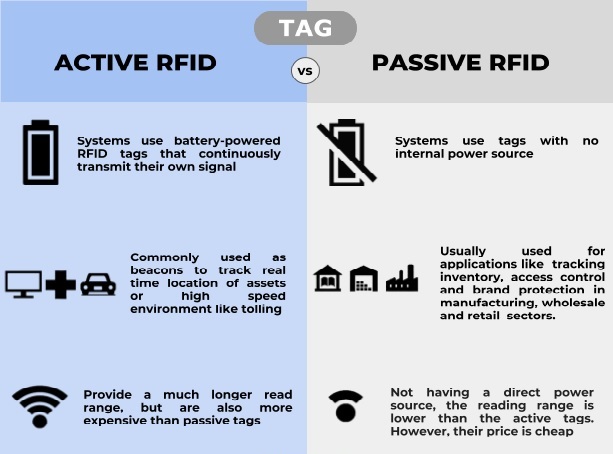 TAG
ACTIVE RFID
vs
PASSIVE RFID
Systems use battery-powered
RFID tags that continuously
transmit their own signal
Systems use tags with no
internal power source
Commonly used as
beacons to track real
time location of assets
or high speed
environment like tolling
Usually used for
applications like tracking
inventory, access control
and brand protection in
manufacturing, wholesale
and retail sectors.
Provide a much longer read
range, but are also more
expensive than passive tags
Not having a direct power
source, the reading range is
lower than the active tags.
However, their price is cheap